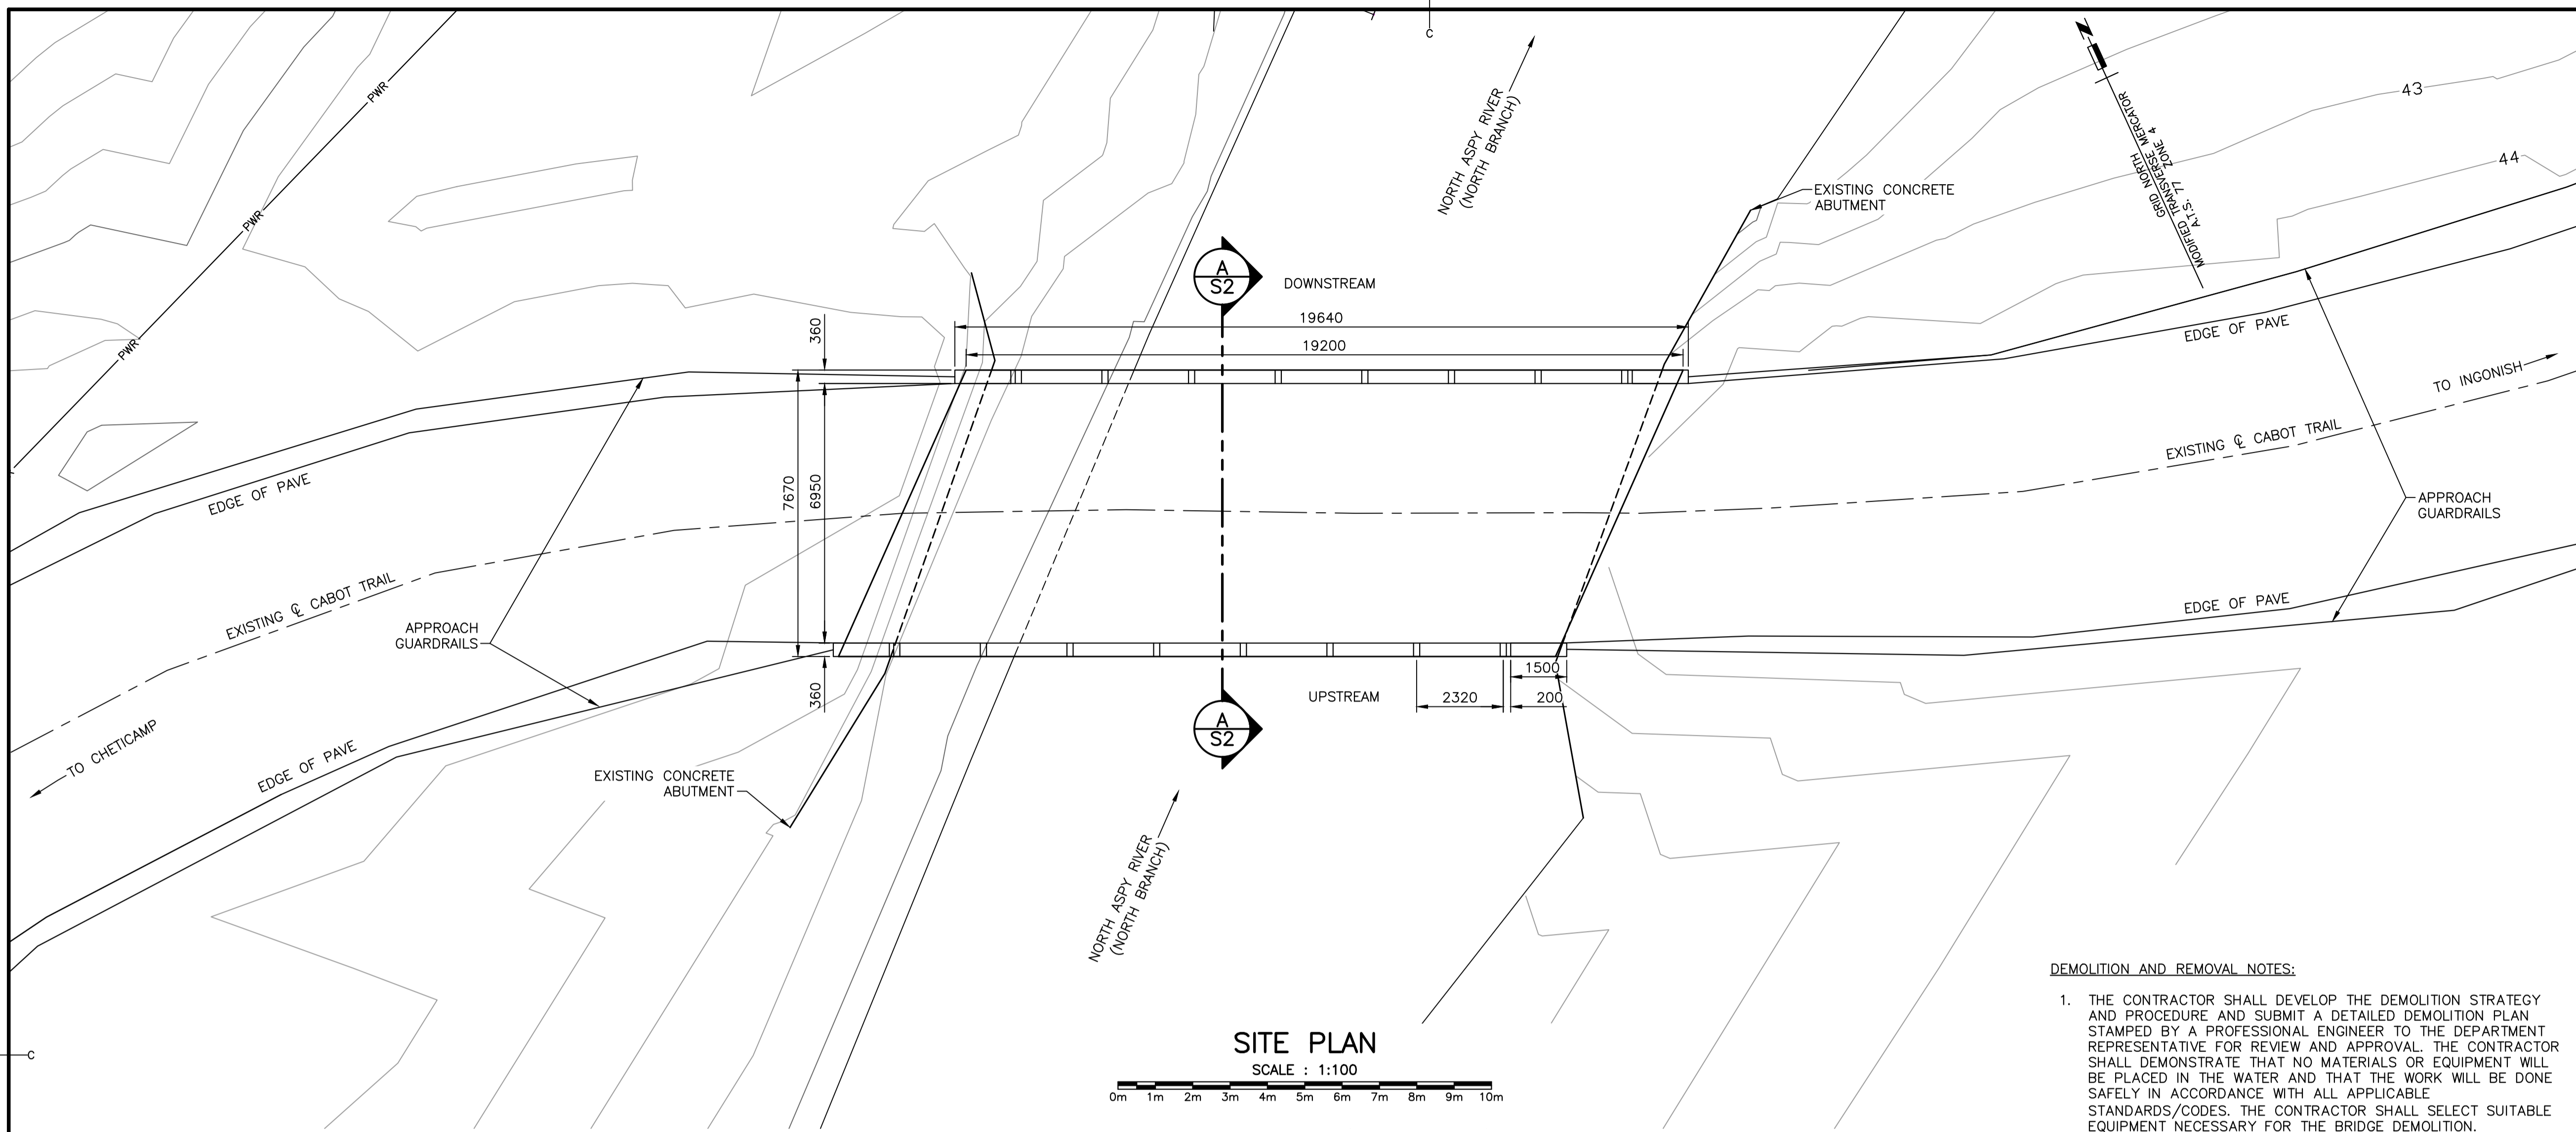 C
PWR
PWR
PWR
NORTH ASPY RIVER
(NORTH BRANCH)
GRID NORTH
MODIFIED TRANSVERSE MERCATOR
A.T.S. 77 ZONE 4
43
44
EXISTING CONCRETE
ABUTMENT
A
S2
DOWNSTREAM
19640
19200
360
7670
6950
360
EDGE OF PAVE
EDGE OF PAVE
TO INGONISH
EXISTING ℄ CABOT TRAIL
APPROACH
GUARDRAILS
EXISTING ℄ CABOT TRAIL
APPROACH
GUARDRAILS
EDGE OF PAVE
1500
2320
200
UPSTREAM
A
S2
TO CHETICAMP
EDGE OF PAVE
EXISTING CONCRETE
ABUTMENT
NORTH ASPY RIVER
(NORTH BRANCH)
C
SITE PLAN
SCALE : 1:100
0m 1m 2m 3m 4m 5m 6m 7m 8m 9m 10m
DEMOLITION AND REMOVAL NOTES:
1. THE CONTRACTOR SHALL DEVELOP THE DEMOLITION STRATEGY
AND PROCEDURE AND SUBMIT A DETAILED DEMOLITION PLAN
STAMPED BY A PROFESSIONAL ENGINEER TO THE DEPARTMENT
REPRESENTATIVE FOR REVIEW AND APPROVAL. THE CONTRACTOR
SHALL DEMONSTRATE THAT NO MATERIALS OR EQUIPMENT WILL
BE PLACED IN THE WATER AND THAT THE WORK WILL BE DONE
SAFELY IN ACCORDANCE WITH ALL APPLICABLE
STANDARDS/CODES. THE CONTRACTOR SHALL SELECT SUITABLE
EQUIPMENT NECESSARY FOR THE BRIDGE DEMOLITION.